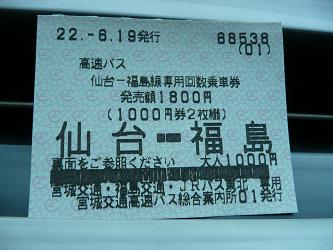 22.-6.19発行 68538
(01)
高速バス
仙台ー福島線専用回数乗車券
発売額1800円
(1000円券2枚綴)
仙台ー福島
裏面をご参照ください 大人1000円
宮城交通・福島交通・JRバス東北 専用
宮城交通高速バス総合案内所01発行